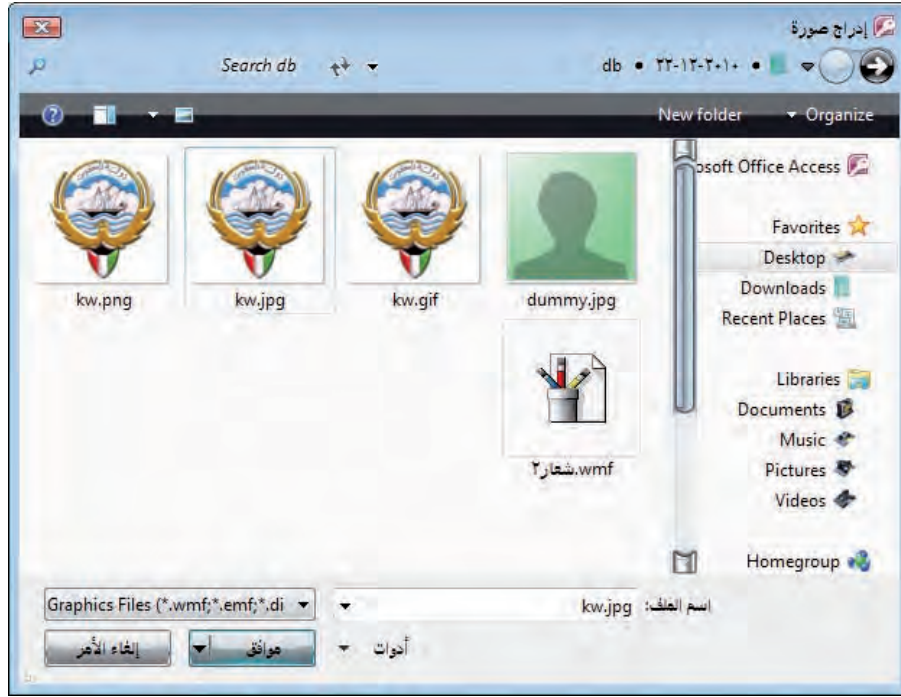 إدراج صورة
db • ٢٢-١٢-٢٠١٠ •
Search db
Organize
New folder
osoft Office Access
Favorites
Desktop
Downloads
Recent Places
Libraries
Documents
Music
Pictures
Videos
Homegroup
dummy.jpg
kw.gif
kw.jpg
kw.png
شعار٢.wmf
اسم الملف: kw.jpg
Graphics Files (*.wmf;*.emf;*.di
أدوات
موافق
إلغاء الأمر